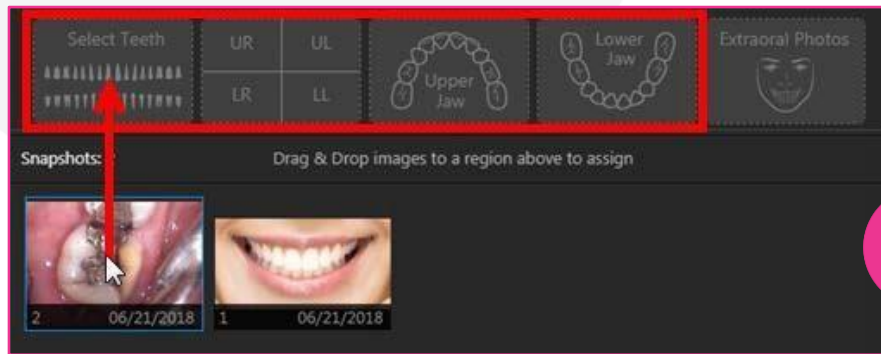 Select Teeth
UR UL
LR LL
Upper
Jaw
Lower
Jaw
Extraoral Photos
Snapshots:
Drag & Drop images to a region above to assign
2 06/21/2018
1 06/21/2018